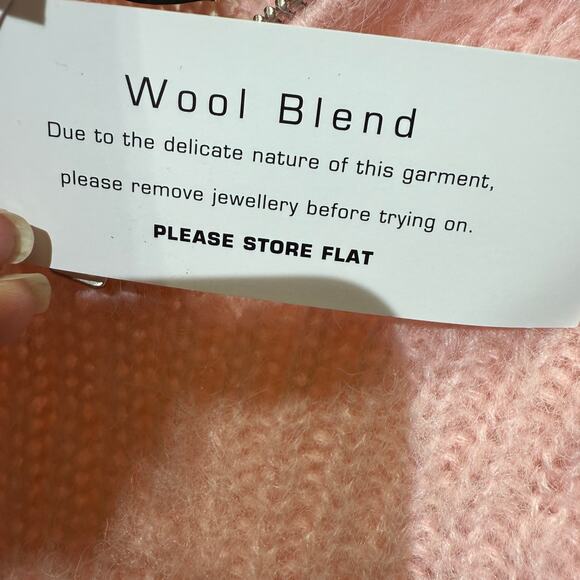 Wool Blend
Due to the delicate nature of this garment,
please remove jewellery before trying on.
PLEASE STORE FLAT